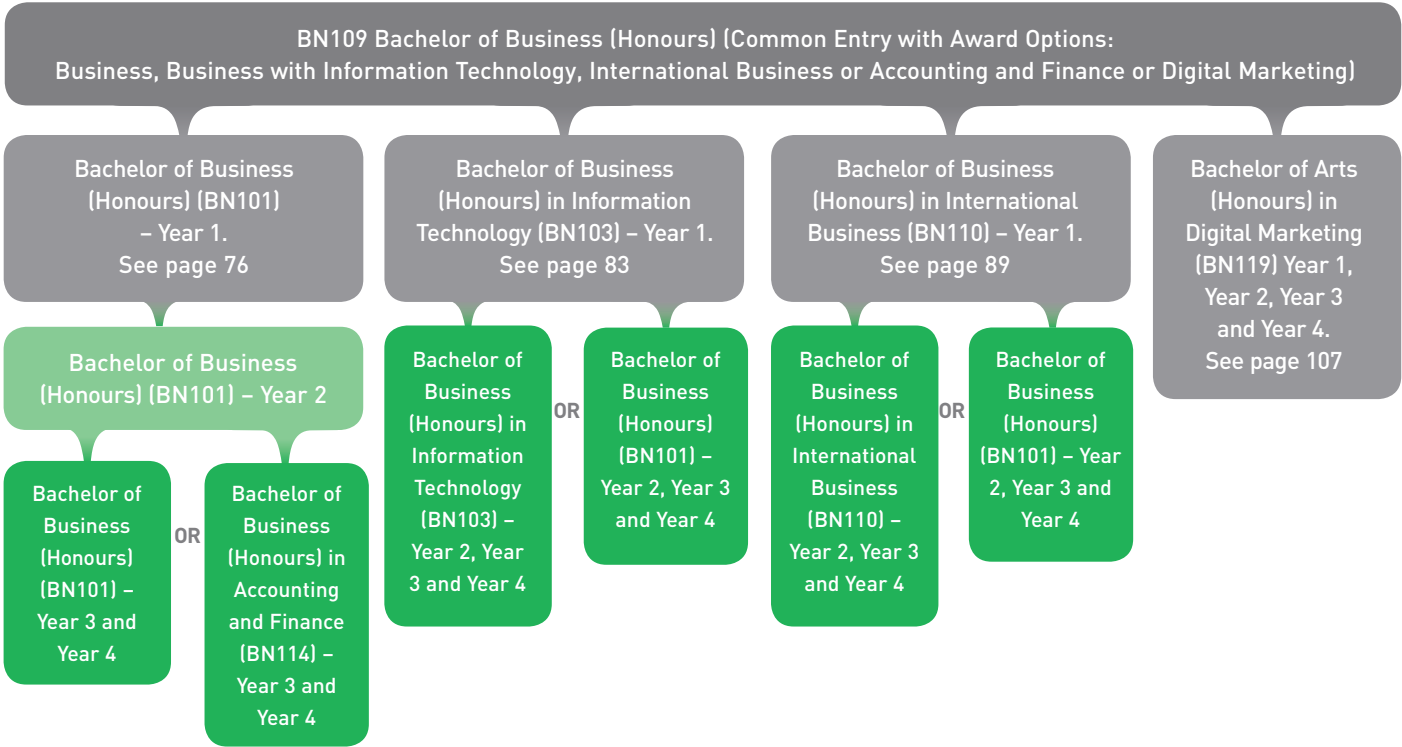 BN109 Bachelor of Business (Honours) (Common Entry with Award Options:
Business, Business with Information Technology, International Business or Accounting and Finance or Digital Marketing)
Bachelor of Business
(Honours) (BN101)
– Year 1.
See page 76
Bachelor of Business
(Honours) in Information
Technology (BN103) – Year 1.
See page 83
Bachelor of Business
(Honours) in International
Business (BN110) – Year 1.
See page 89
Bachelor of Arts
(Honours) in
Digital Marketing
(BN119) Year 1,
Year 2, Year 3
and Year 4.
See page 107
Bachelor of Business
(Honours) (BN101) – Year 2
Bachelor of
Business
(Honours)
(BN101) –
Year 3 and
Year 4
OR
Bachelor of
Business
(Honours) in
Accounting
and Finance
(BN114) –
Year 3 and
Year 4
Bachelor of
Business
(Honours) in
Information
Technology
(BN103) –
Year 2, Year
3 and Year 4
OR
Bachelor of
Business
(Honours)
(BN101) –
Year 2, Year 3
and Year 4
Bachelor of
Business
(Honours) in
International
Business
(BN110) –
Year 2, Year 3
and Year 4
OR
Bachelor of
Business
(Honours)
(BN101) – Year
2, Year 3 and
Year 4